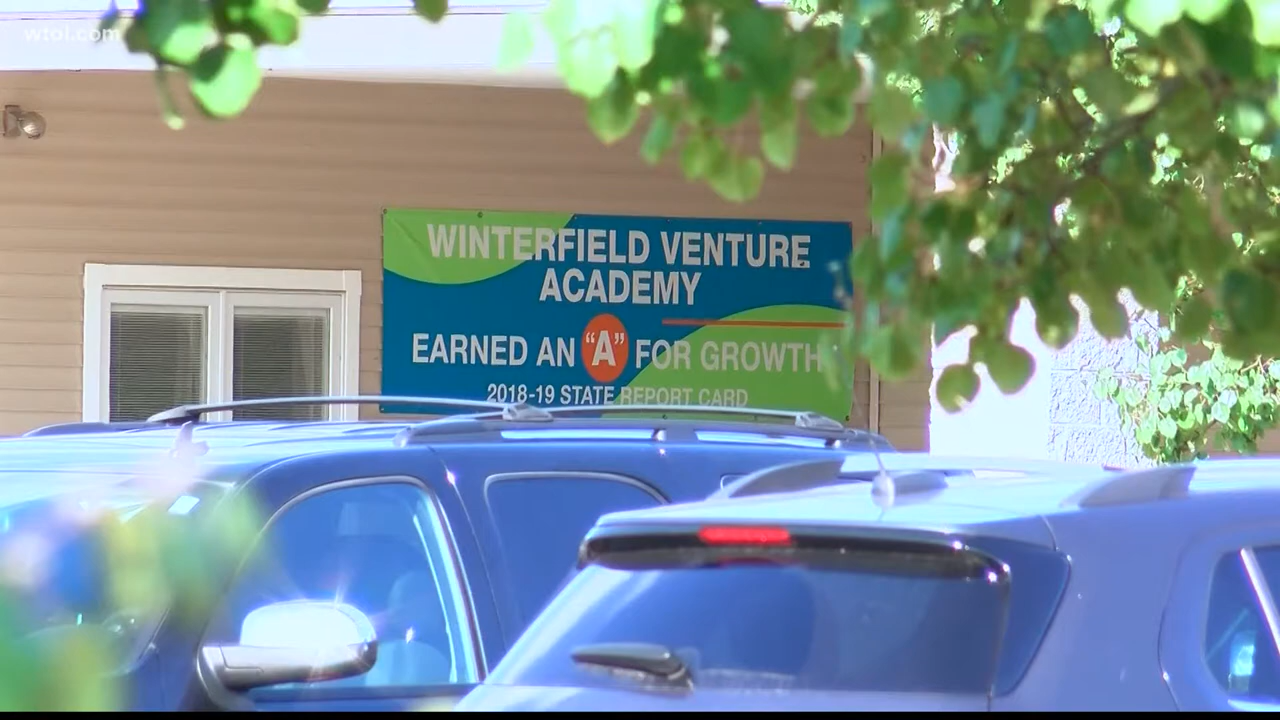 wtol.com
WINTERFIELD VENTURE
ACADEMY
EARNED AN "A" FOR GROWTH
2018-19 STATE REPORT CARD